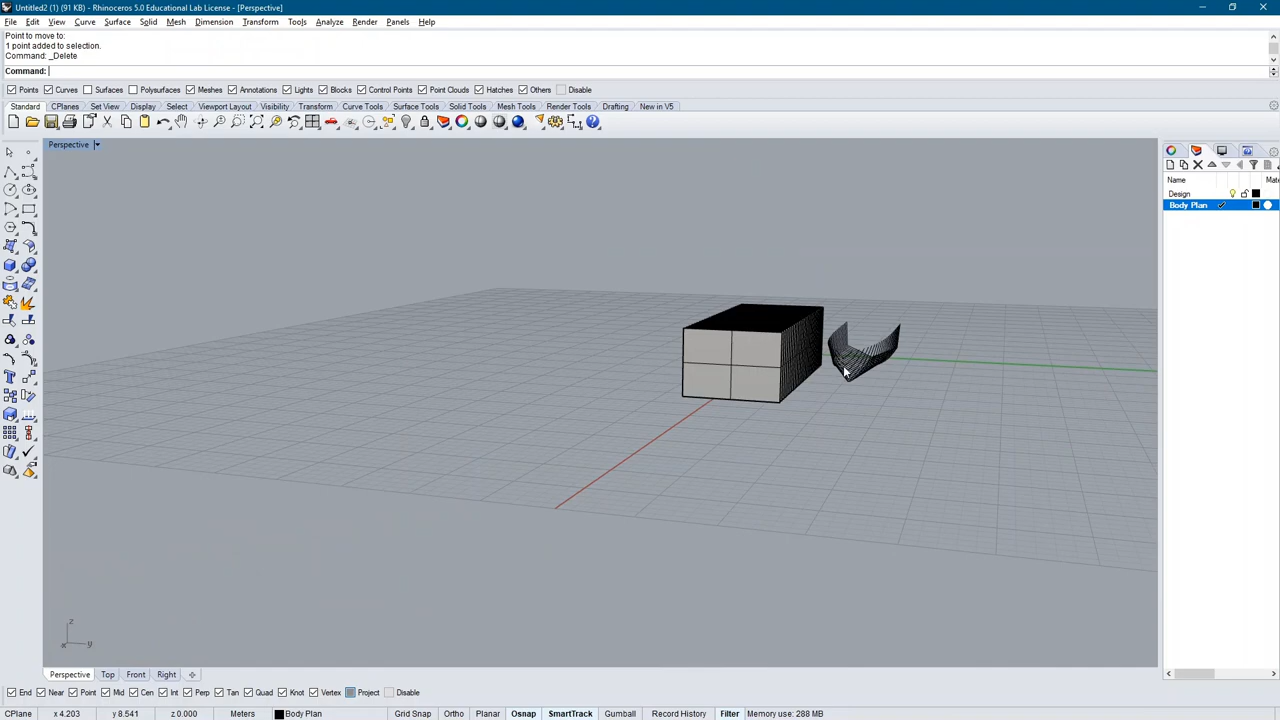 Untitled2 (1) (91 KB) - Rhinoceros 5.0 Educational Lab License - [Perspective]
File Edit View Curve Surface Solid Mesh Dimension Transform Tools Analyze Render Panels Help
Point to move to:
1 point added to selection.
Command: _Delete
Command:
Points Curves Surfaces Polysurfaces Meshes Annotations Lights Blocks Control Points Point Clouds Hatches Others Disable
Standard CPlanes Set View Display Select Viewport Layout Visibility Transform Curve Tools Surface Tools Solid Tools Mesh Tools Render Tools Drafting New in V5
Perspective
Name Mate
Design
Body Plan
z
x y
Perspective Top Front Right
End Near Point Mid Cen Int Perp Tan Quad Knot Vertex Project Disable
CPlane x 4.203 y 8.541 z 0.000 Meters Body Plan Grid Snap Ortho Planar Osnap SmartTrack Gumball Record History Filter Memory use: 288 MB